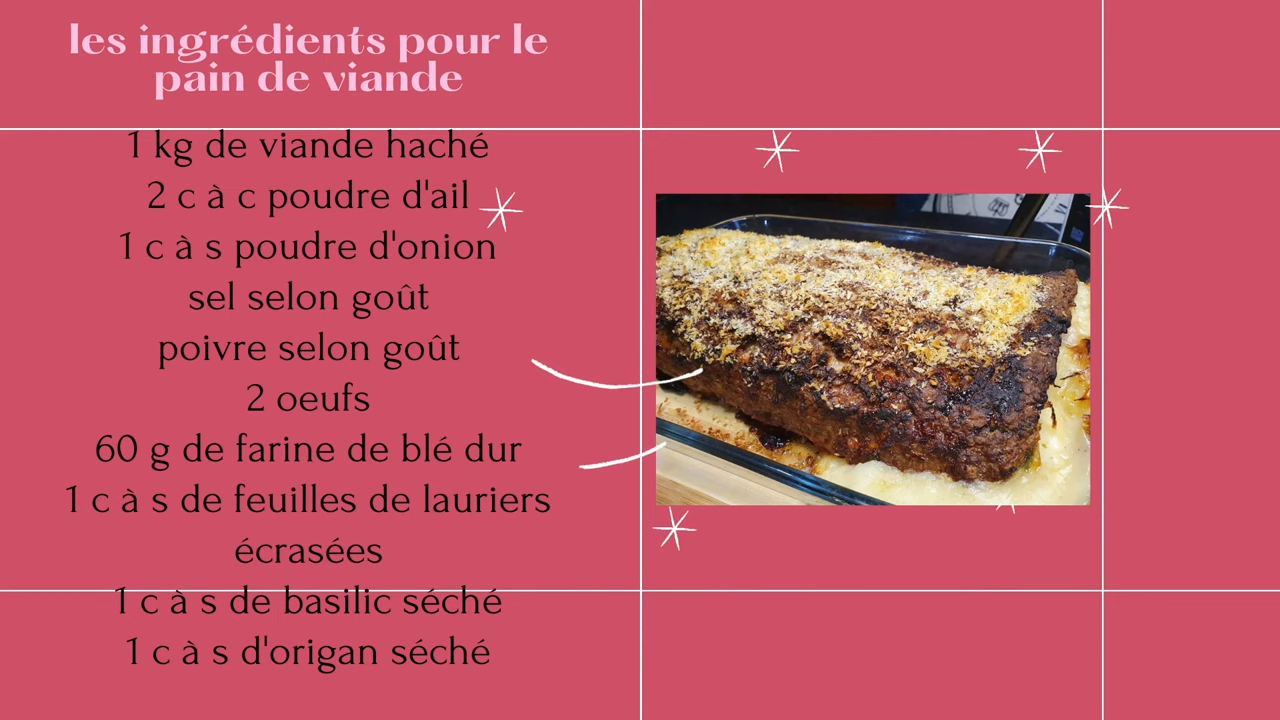 les ingrédients pour le
pain de viande
1 kg de viande haché
2 c à c poudre d'ail
1 c à s poudre d'onion
sel selon goût
poivre selon goût
2 oeufs
60 g de farine de blé dur
1 c à s de feuilles de lauriers
écrasées
1 c à s de basilic séché
1 c à s d'origan séché